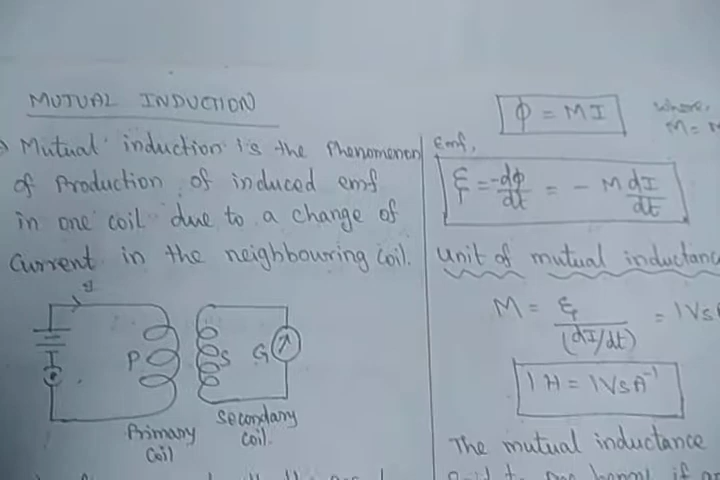 MUTUAL INDUCTION
Mutual induction is the Phenomenon
of Production of induced emf
in one coil due to a change of
Current in the neighbouring coil.
I
P
S
G
Primary
coil
Secondary
coil.
ϕ = MI
where,
M =
Emf,
ξ = -dϕ/dt = - M dI/dt
Unit of mutual inductanc
M = ξ/(dI/dt) = 1Vs
1 H = 1VsA⁻¹
The mutual inductance